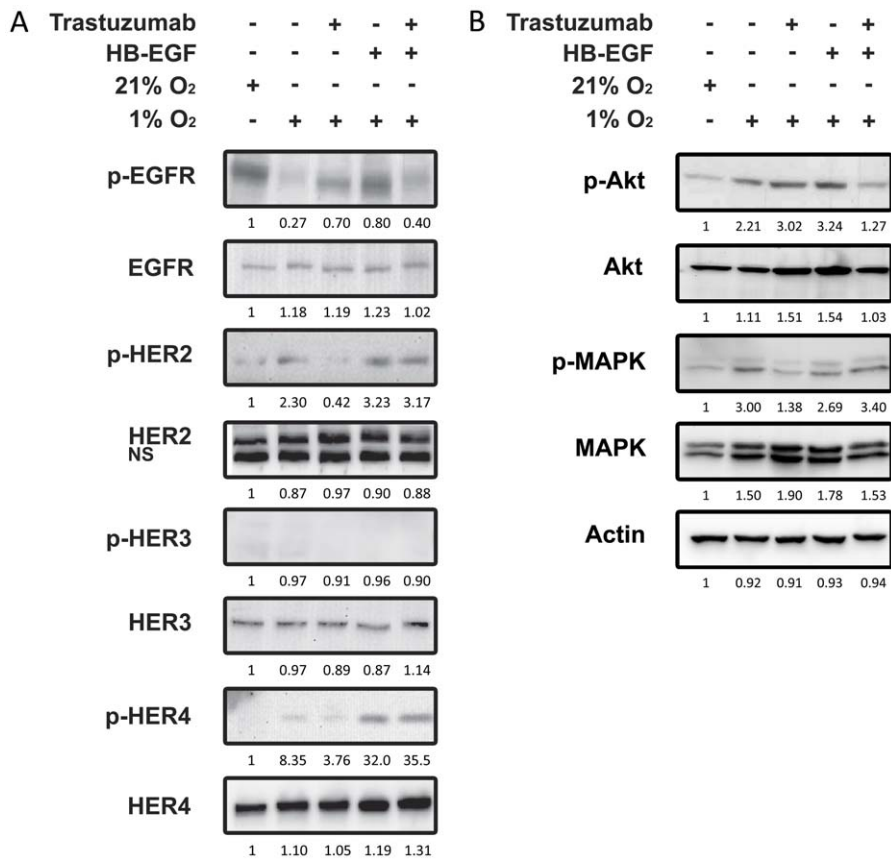 A
Trastuzumab - - + - +
HB-EGF - - - + +
21% O₂ + - - - -
1% O₂ - + + + +
p-EGFR
1 0.27 0.70 0.80 0.40
EGFR
1 1.18 1.19 1.23 1.02
p-HER2
1 2.30 0.42 3.23 3.17
HER2
NS
1 0.87 0.97 0.90 0.88
p-HER3
1 0.97 0.91 0.96 0.90
HER3
1 0.97 0.89 0.87 1.14
p-HER4
1 8.35 3.76 32.0 35.5
HER4
1 1.10 1.05 1.19 1.31
B
Trastuzumab - - + - +
HB-EGF - - - + +
21% O₂ + - - - -
1% O₂ - + + + +
p-Akt
1 2.21 3.02 3.24 1.27
Akt
1 1.11 1.51 1.54 1.03
p-MAPK
1 3.00 1.38 2.69 3.40
MAPK
1 1.50 1.90 1.78 1.53
Actin
1 0.92 0.91 0.93 0.94